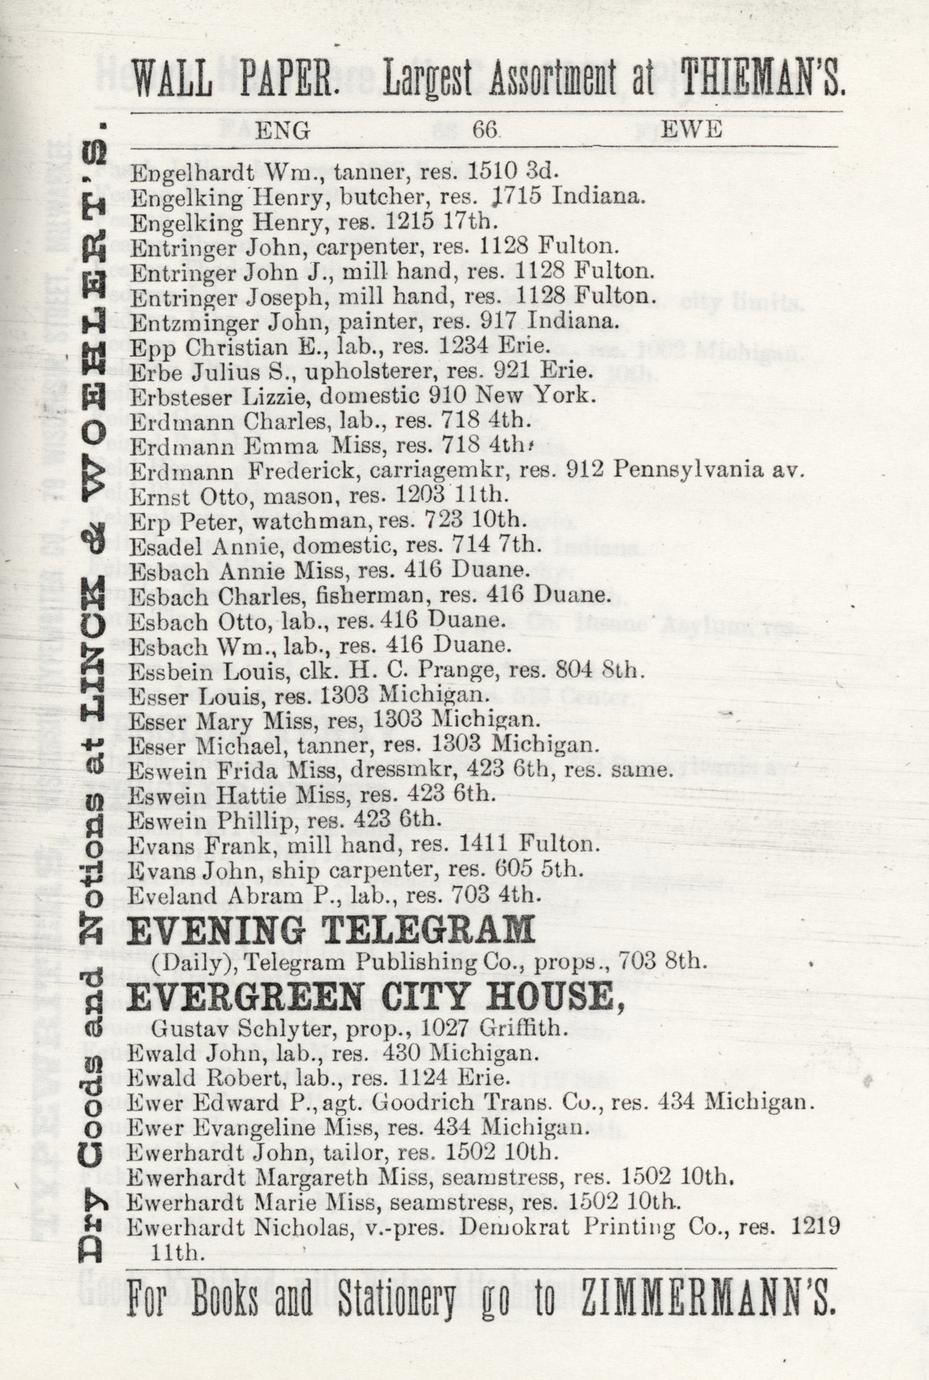 WALL PAPER. Largest Assortment at THIEMAN'S.
ENG 66. EWE
Engelhardt Wm., tanner, res. 1510 3d.
Engelking Henry, butcher, res. 1715 Indiana.
Engelking Henry, res. 1215 17th.
Entringer John, carpenter, res. 1128 Fulton.
Entringer John J., mill hand, res. 1128 Fulton.
Entringer Joseph, mill hand, res. 1128 Fulton.
Entzminger John, painter, res. 917 Indiana.
Epp Christian E., lab., res. 1234 Erie.
Erbe Julius S., upholsterer, res. 921 Erie.
Erbsteser Lizzie, domestic 910 New York.
Erdmann Charles, lab., res. 718 4th.
Erdmann Emma Miss, res. 718 4th.
Erdmann Frederick, carriagemkr, res. 912 Pennsylvania av.
Ernst Otto, mason, res. 1203 11th.
Erp Peter, watchman, res. 723 10th.
Esadel Annie, domestic, res. 714 7th.
Esbach Annie Miss, res. 416 Duane.
Esbach Charles, fisherman, res. 416 Duane.
Esbach Otto, lab., res. 416 Duane.
Esbach Wm., lab., res. 416 Duane.
Essbein Louis, clk. H. C. Prange, res. 804 8th.
Esser Louis, res. 1303 Michigan.
Esser Mary Miss, res, 1303 Michigan.
Esser Michael, tanner, res. 1303 Michigan.
Eswein Frida Miss, dressmkr, 423 6th, res. same.
Eswein Hattie Miss, res. 423 6th.
Eswein Phillip, res. 423 6th.
Evans Frank, mill hand, res. 1411 Fulton.
Evans John, ship carpenter, res. 605 5th.
Eveland Abram P., lab., res. 703 4th.
EVENING TELEGRAM
(Daily), Telegram Publishing Co., props., 703 8th.
EVERGREEN CITY HOUSE,
Gustav Schlyter, prop., 1027 Griffith.
Ewald John, lab., res. 430 Michigan.
Ewald Robert, lab., res. 1124 Erie.
Ewer Edward P., agt. Goodrich Trans. Co., res. 434 Michigan.
Ewer Evangeline Miss, res. 434 Michigan.
Ewerhardt John, tailor, res. 1502 10th.
Ewerhardt Margareth Miss, seamstress, res. 1502 10th.
Ewerhardt Marie Miss, seamstress, res. 1502 10th.
Ewerhardt Nicholas, v.-pres. Demokrat Printing Co., res. 1219
11th.
For Books and Stationery go to ZIMMERMANN'S.
Dry Goods and Notions at LINCK & WOEHLERT'S.